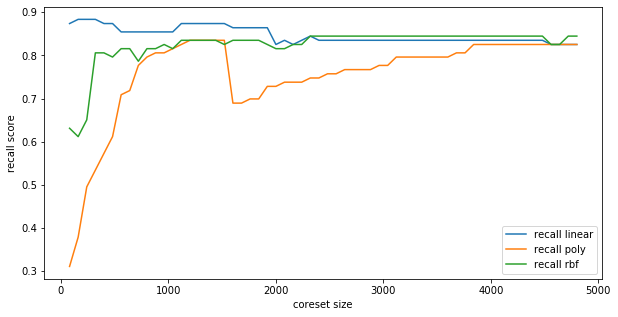 0.9
0.8
0.7
0.6
0.5
0.4
0.3
recall score
0 1000 2000 3000 4000 5000
coreset size
recall linear
recall poly
recall rbf